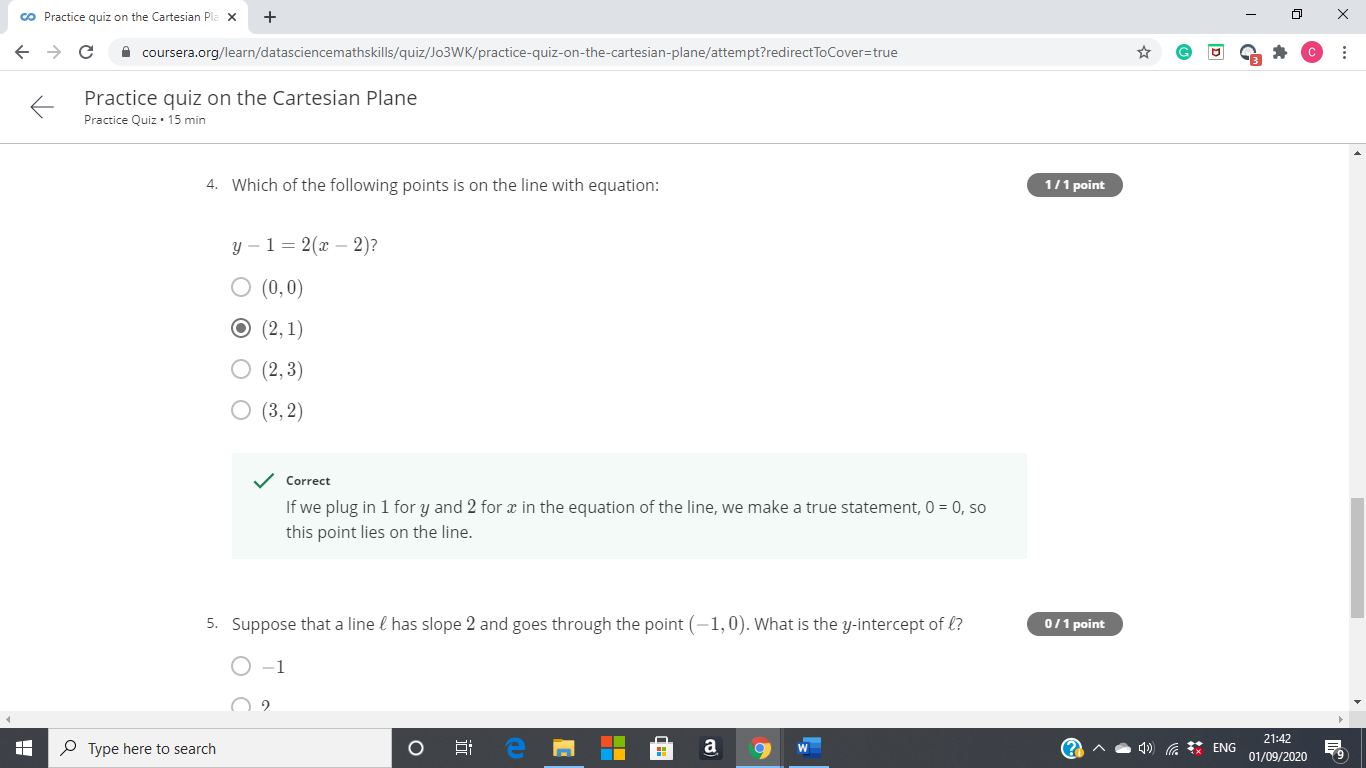 Practice quiz on the Cartesian Pla
coursera.org/learn/datasciencemathskills/quiz/Jo3WK/practice-quiz-on-the-cartesian-plane/attempt?redirectToCover=true
G
3
C
Practice quiz on the Cartesian Plane
Practice Quiz • 15 min
4. Which of the following points is on the line with equation:
1 / 1 point
y − 1 = 2(x − 2)?
(0, 0)
(2, 1)
(2, 3)
(3, 2)
Correct
If we plug in 1 for y and 2 for x in the equation of the line, we make a true statement, 0 = 0, so
this point lies on the line.
5. Suppose that a line ℓ has slope 2 and goes through the point (−1, 0). What is the y-intercept of ℓ?
0 / 1 point
−1
2
Type here to search
ENG
21:42
01/09/2020
9